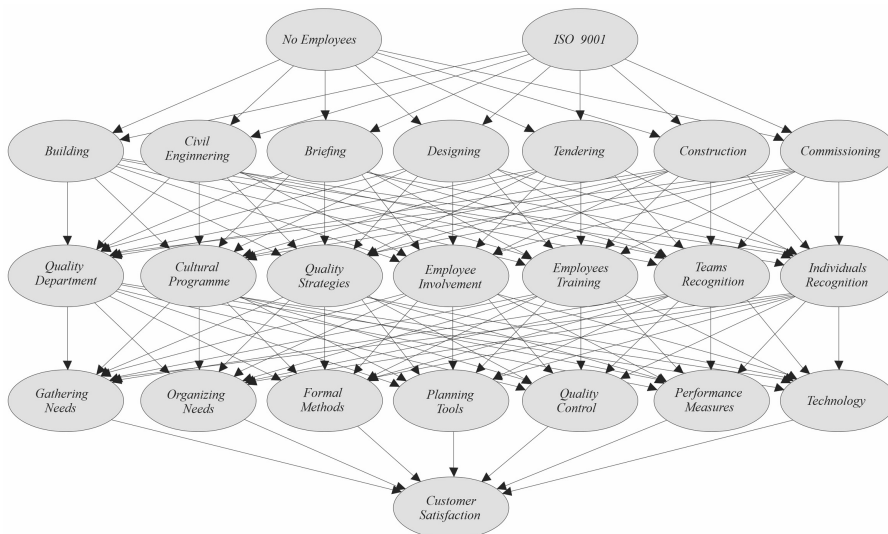 No Employees
ISO 9001
Building
Civil
Enginnering
Briefing
Designing
Tendering
Construction
Commissioning
Quality
Department
Cultural
Programme
Quality
Strategies
Employee
Involvement
Employees
Training
Teams
Recognition
Individuals
Recognition
Gathering
Needs
Organizing
Needs
Formal
Methods
Planning
Tools
Quality
Control
Performance
Measures
Technology
Customer
Satisfaction